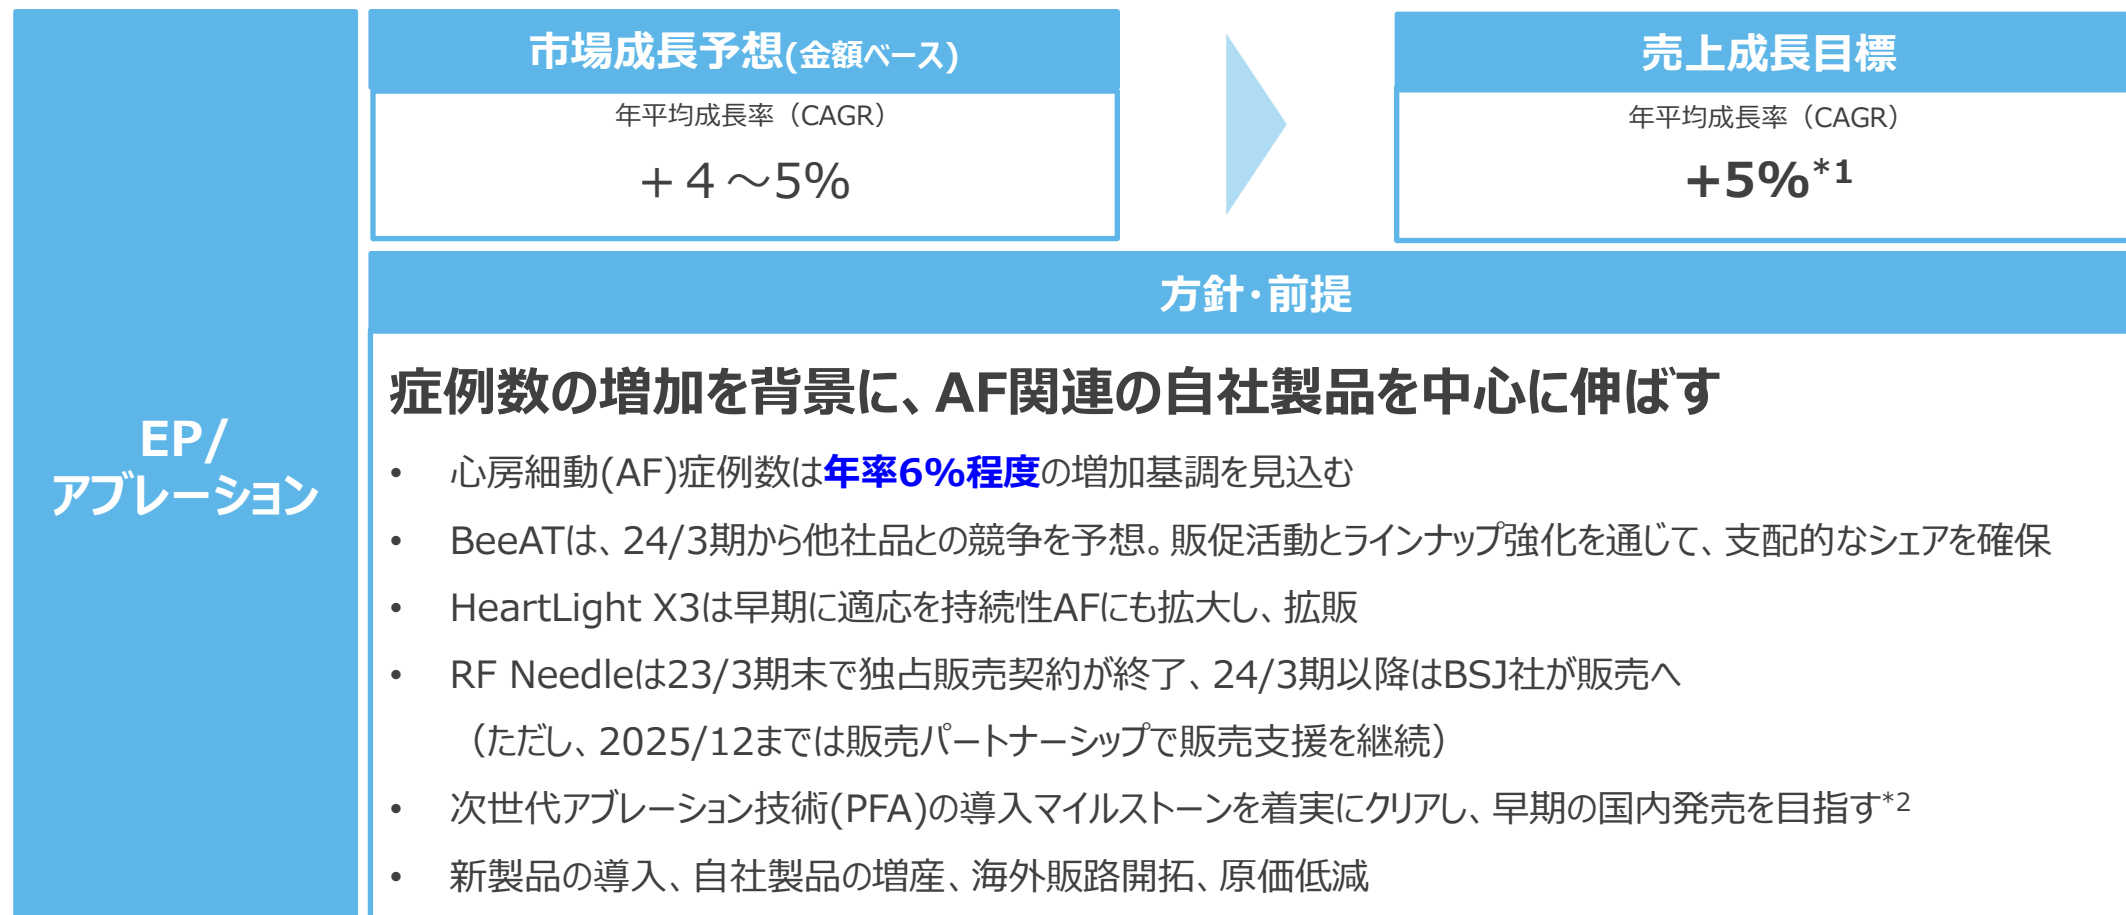 市場成長予想(金額ベース)
年平均成長率（CAGR）
＋４～5%
売上成長目標
年平均成長率（CAGR）
+5%*1
EP/
アブレーション
方針・前提
症例数の増加を背景に、AF関連の自社製品を中心に伸ばす
• 心房細動(AF)症例数は年率6%程度の増加基調を見込む
• BeeATは、24/3期から他社品との競争を予想。販促活動とラインナップ強化を通じて、支配的なシェアを確保
• HeartLight X3は早期に適応を持続性AFにも拡大し、拡販
• RF Needleは23/3期末で独占販売契約が終了、24/3期以降はBSJ社が販売へ
（ただし、2025/12までは販売パートナーシップで販売支援を継続）
• 次世代アブレーション技術(PFA)の導入マイルストーンを着実にクリアし、早期の国内発売を目指す*2
• 新製品の導入、自社製品の増産、海外販路開拓、原価低減